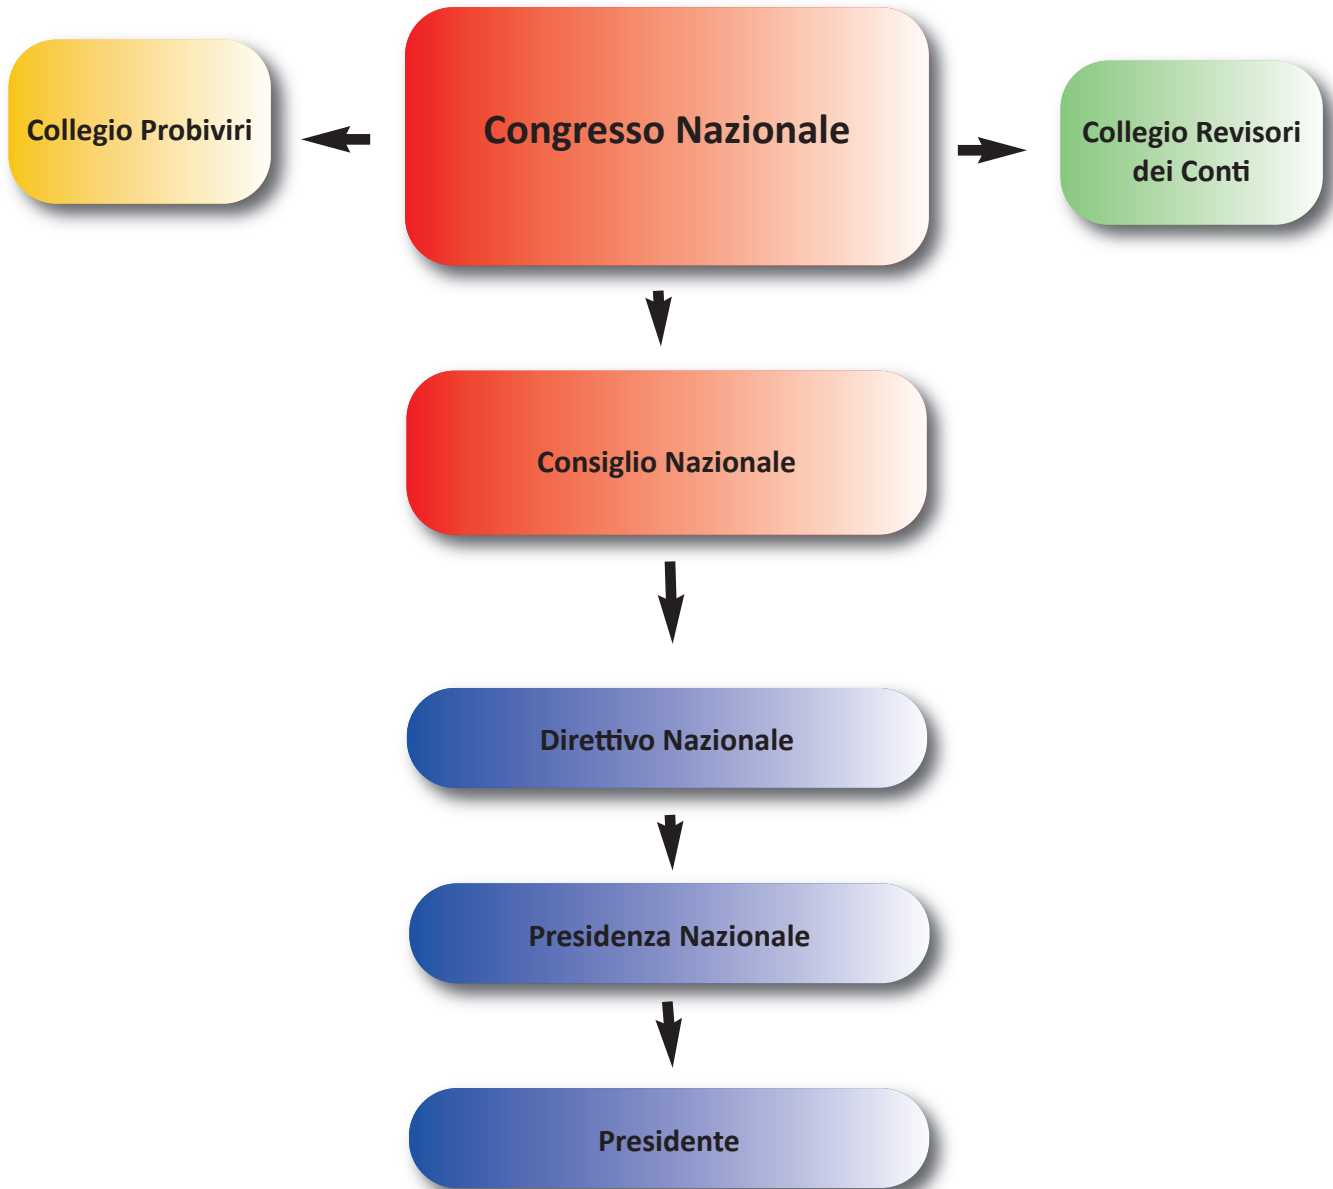 Collegio Probiviri
Congresso Nazionale
Collegio Revisori
dei Conti
Consiglio Nazionale
Direttivo Nazionale
Presidenza Nazionale
Presidente